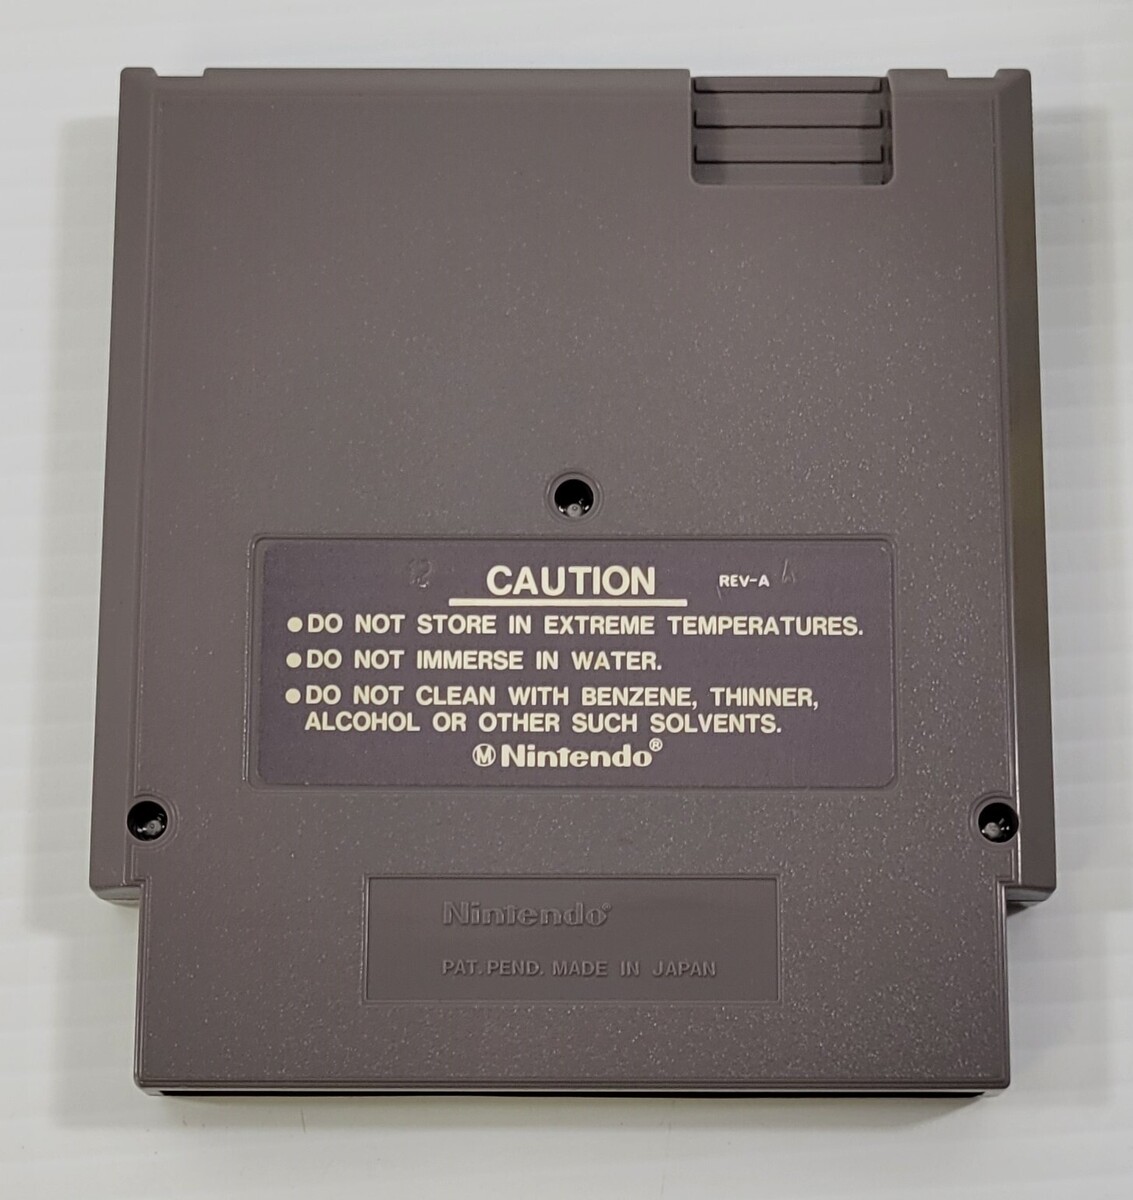 12
CAUTION REV-A A
●DO NOT STORE IN EXTREME TEMPERATURES.
●DO NOT IMMERSE IN WATER.
●DO NOT CLEAN WITH BENZENE, THINNER,
ALCOHOL OR OTHER SUCH SOLVENTS.
Ⓜ Nintendo®
Nintendo®
PAT. PEND. MADE IN JAPAN